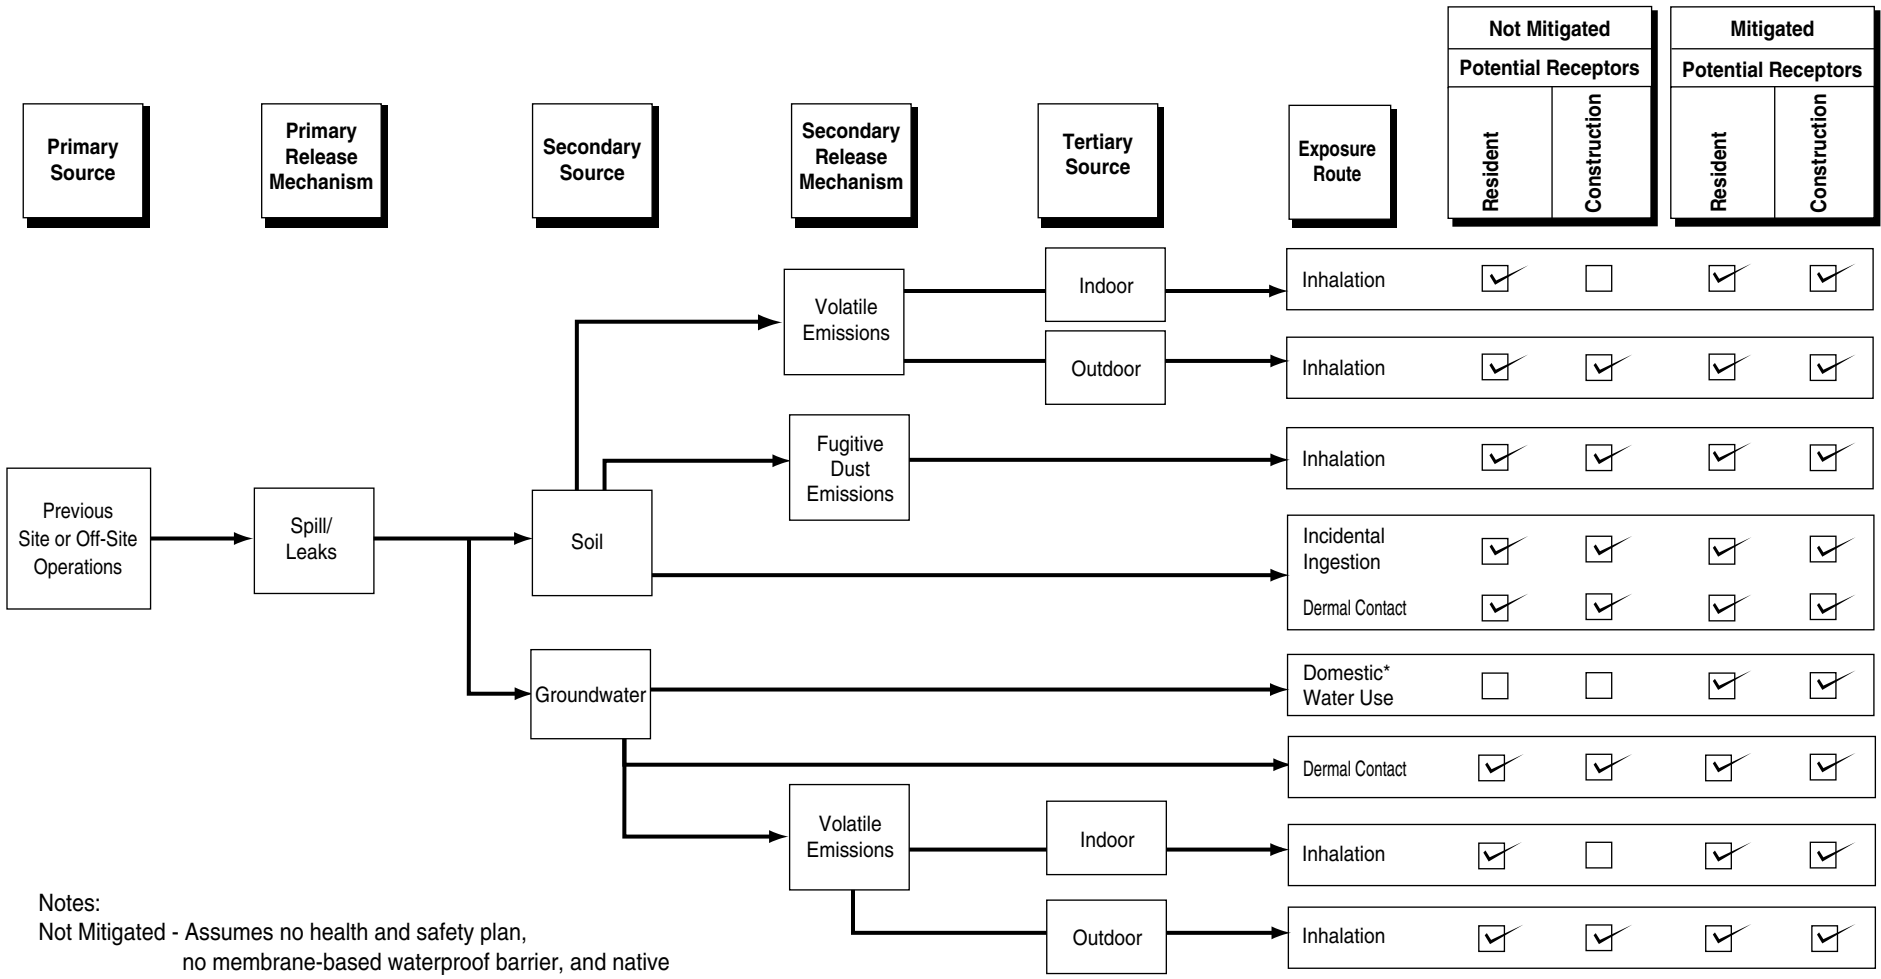 Not Mitigated
Potential Receptors
Resident
Construction
Mitigated
Potential Receptors
Resident
Construction
Primary
Source
Primary
Release
Mechanism
Secondary
Source
Secondary
Release
Mechanism
Tertiary
Source
Exposure
Route
Volatile
Emissions
Indoor
Inhalation
Outdoor
Inhalation
Fugitive
Dust
Emissions
Inhalation
Previous
Site or Off-Site
Operations
Spill/
Leaks
Soil
Incidental
Ingestion
Dermal Contact
Groundwater
Domestic*
Water Use
Dermal Contact
Volatile
Emissions
Indoor
Inhalation
Outdoor
Inhalation
Notes:
Not Mitigated - Assumes no health and safety plan,
no membrane-based waterproof barrier, and native